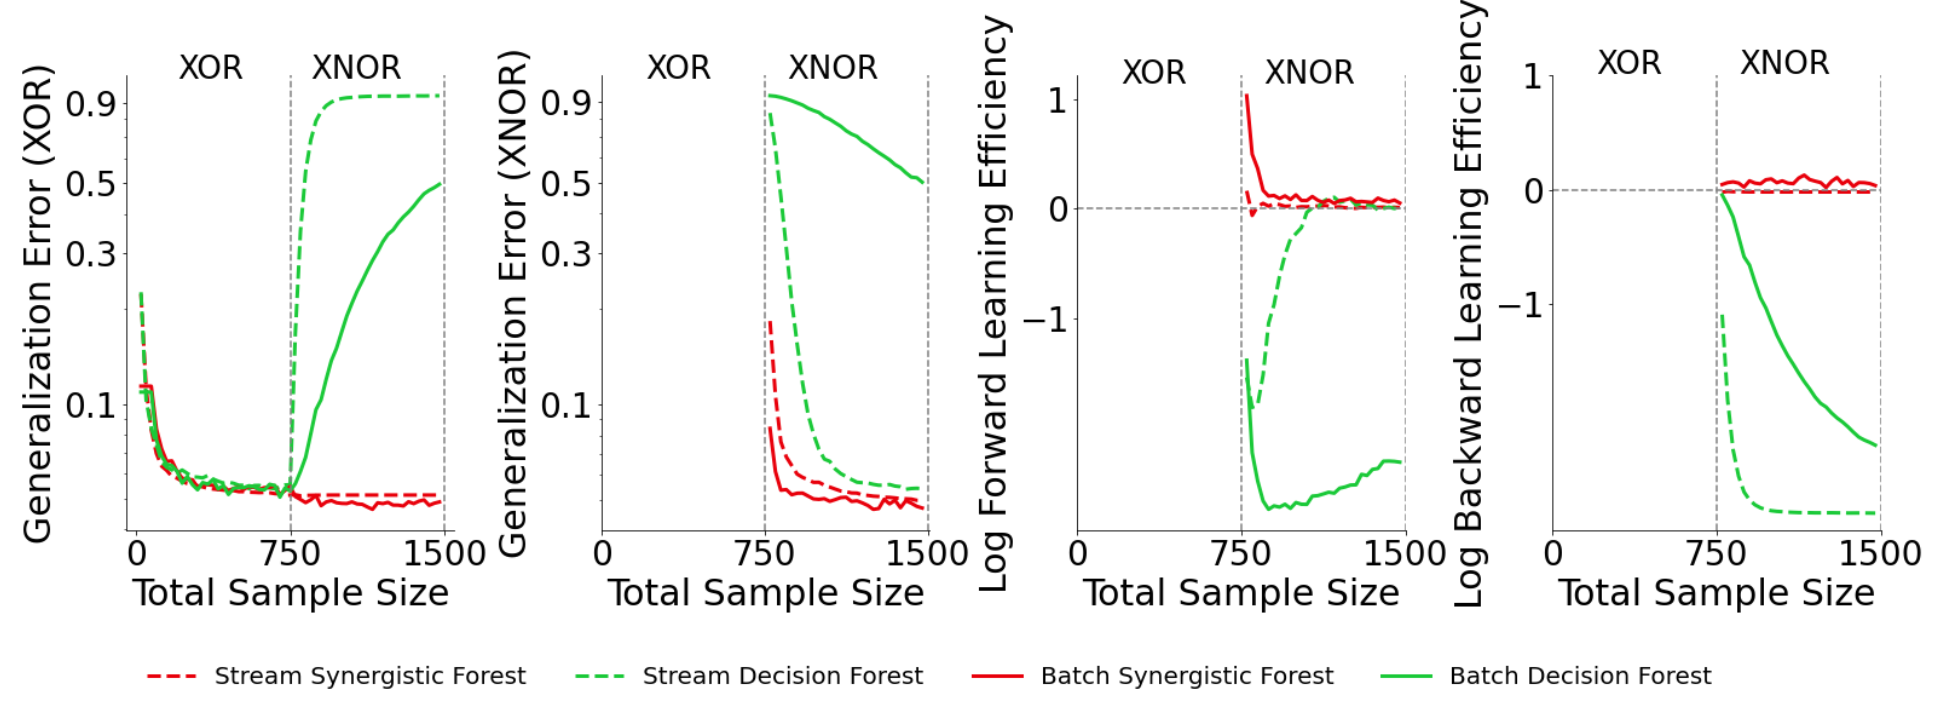 Generalization Error (XOR)
XOR XNOR
0.9
0.5
0.3
0.1
0 750 1500
Total Sample Size
Generalization Error (XNOR)
XOR XNOR
0.9
0.5
0.3
0.1
0 750 1500
Total Sample Size
Log Forward Learning Efficiency
XOR XNOR
1
0
−1
0 750 1500
Total Sample Size
Log Backward Learning Efficiency
XOR XNOR
1
0
−1
0 750 1500
Total Sample Size
Stream Synergistic Forest Stream Decision Forest Batch Synergistic Forest Batch Decision Forest